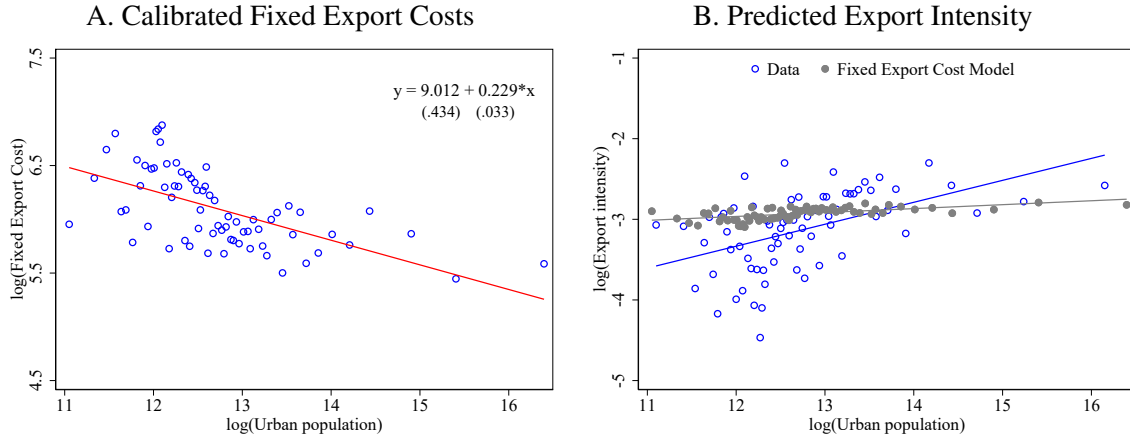 A. Calibrated Fixed Export Costs
7.5
6.5
5.5
4.5
log(Fixed Export Cost)
y = 9.012 + 0.229*x
(.434) (.033)
11 12 13 14 15 16
log(Urban population)
B. Predicted Export Intensity
-1
-2
-3
-4
-5
log(Export intensity)
Data Fixed Export Cost Model
11 12 13 14 15 16
log(Urban population)